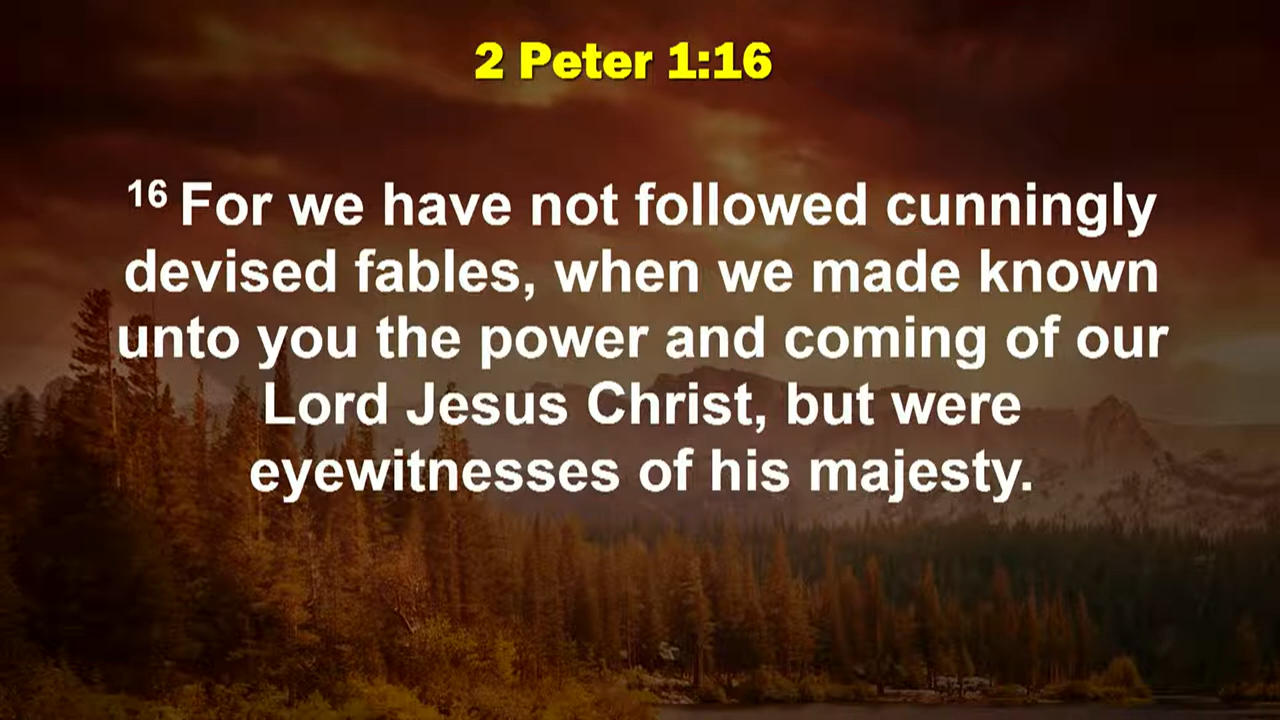 2 Peter 1:16
16 For we have not followed cunningly
devised fables, when we made known
unto you the power and coming of our
Lord Jesus Christ, but were
eyewitnesses of his majesty.